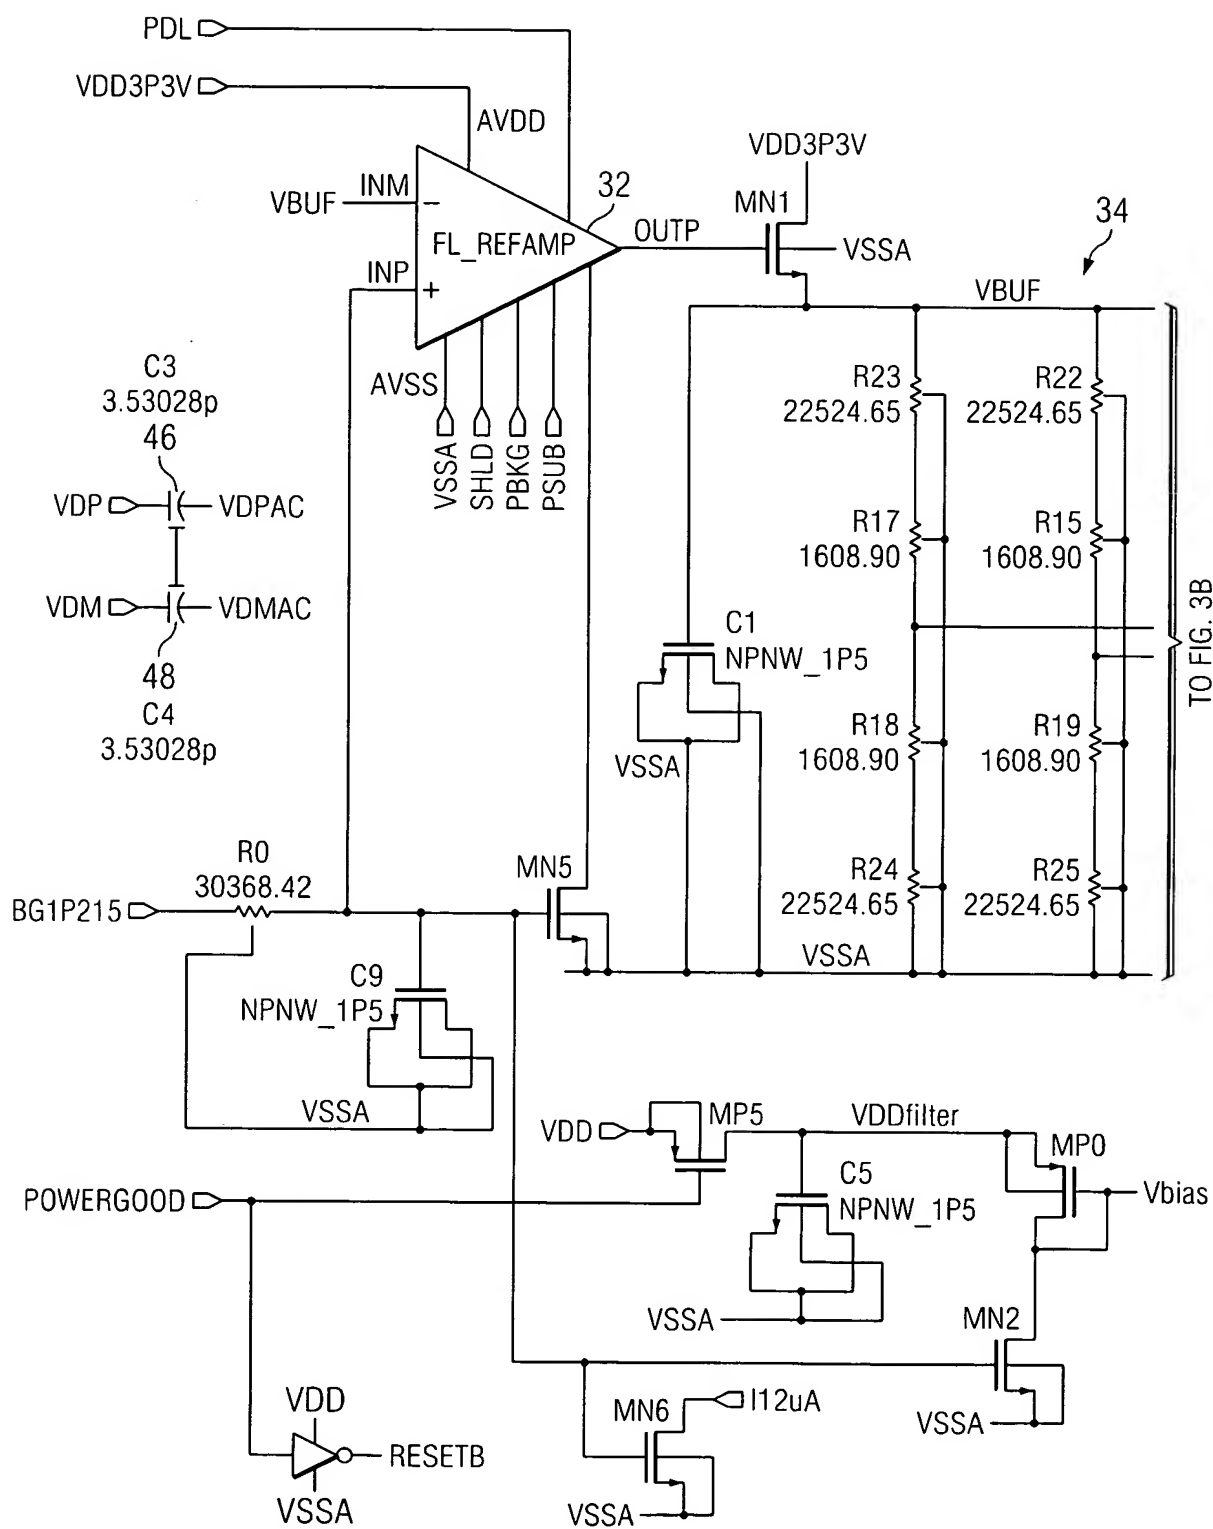 PDL
VDD3P3V
AVDD
VDD3P3V
INM
32
MN1
VBUF
34
OUTP
FL_REFAMP
VSSA
INP
VBUF
C3
3.53028p
46
AVSS
R23
22524.65
R22
22524.65
VSSA
SHLD
PBKG
PSUB
VDP
VDPAC
R17
1608.90
R15
1608.90
VDM
VDMAC
48
C4
3.53028p
C1
NPNW_1P5
TO FIG. 3B
VSSA
R18
1608.90
R19
1608.90
R0
30368.42
MN5
R24
22524.65
R25
22524.65
BG1P215
VSSA
C9
NPNW_1P5
VSSA
VDD
MP5
VDDfilter
MP0
C5
NPNW_1P5
POWERGOOD
Vbias
VSSA
MN2
VDD
MN6
I12uA
VSSA
RESETB
VSSA
VSSA